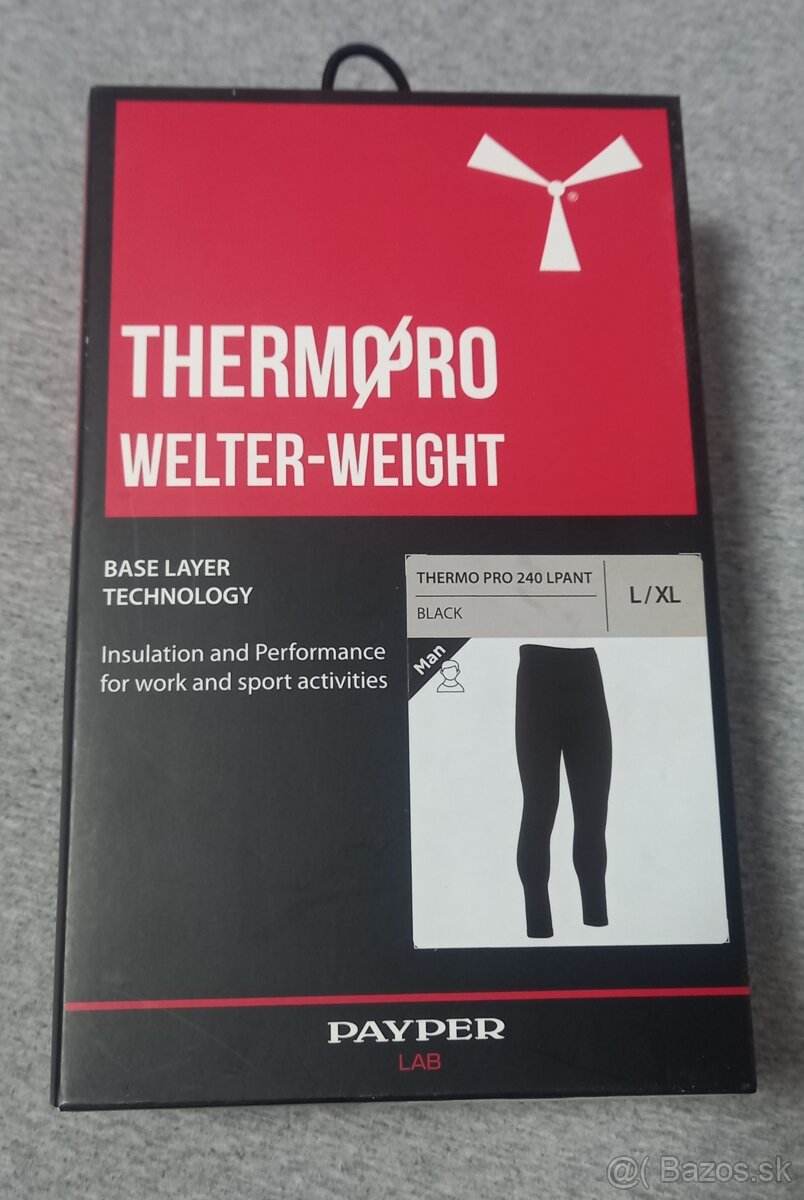 ®
THERMOPRO
WELTER-WEIGHT
BASE LAYER
TECHNOLOGY
Insulation and Performance
for work and sport activities
THERMO PRO 240 LPANT
BLACK
L/XL
Man
PAYPER
LAB
@( Bazos.sk